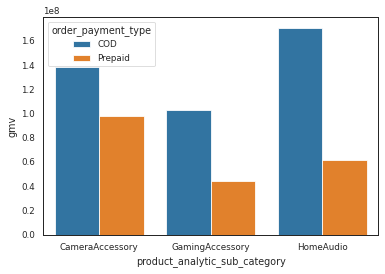 1e8
order_payment_type
COD
Prepaid
1.6
1.4
1.2
1.0
0.8
0.6
0.4
0.2
0.0
gmv
CameraAccessory GamingAccessory HomeAudio
product_analytic_sub_category